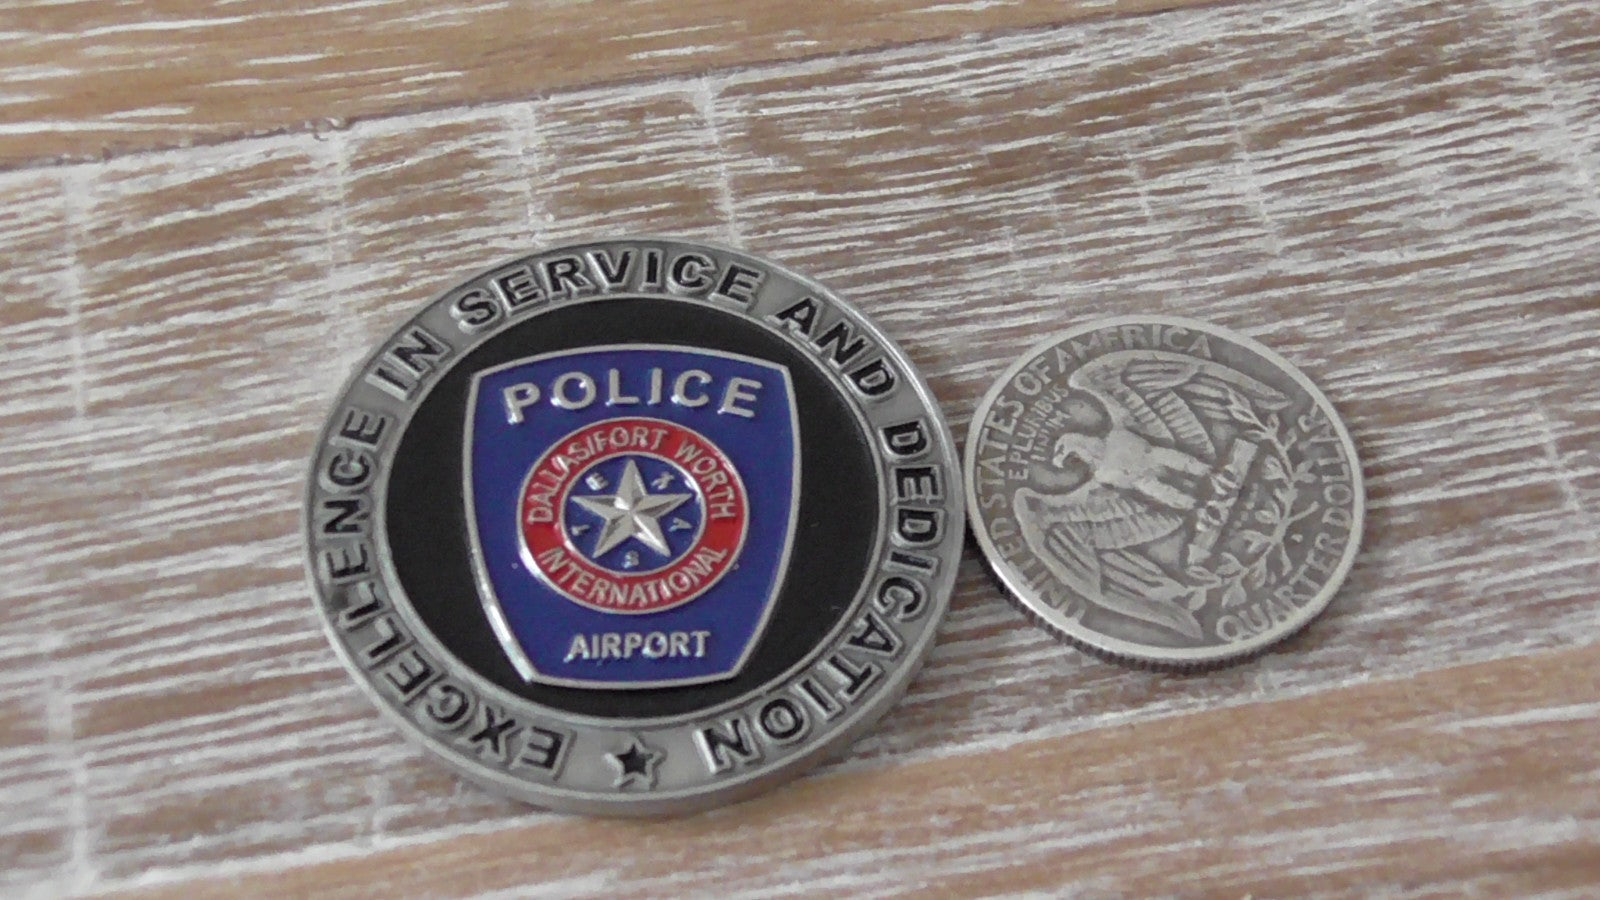 EXCELLENCE IN SERVICE AND DEDICATION
POLICE
DALLAS/FORT WORTH
TEXAS
INTERNATIONAL
AIRPORT
UNITED STATES OF AMERICA
E PLURIBUS
UNUM
QUARTER DOLLAR